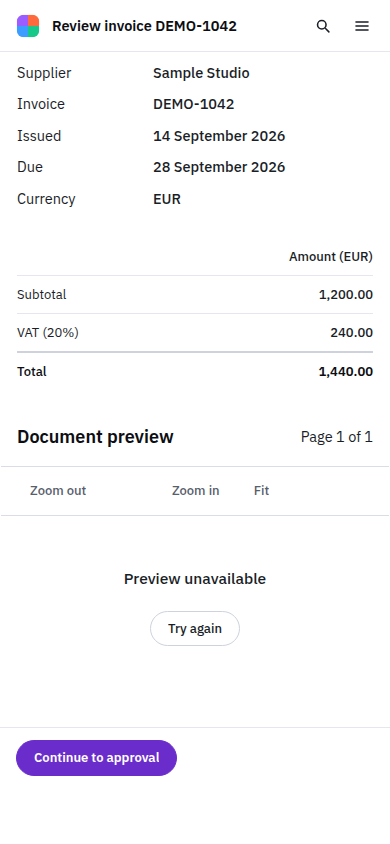 Review invoice DEMO-1042
Supplier Sample Studio
Invoice DEMO-1042
Issued 14 September 2026
Due 28 September 2026
Currency EUR
Amount (EUR)
Subtotal 1,200.00
VAT (20%) 240.00
Total 1,440.00
Document preview Page 1 of 1
Zoom out Zoom in Fit
Preview unavailable
Try again
Continue to approval